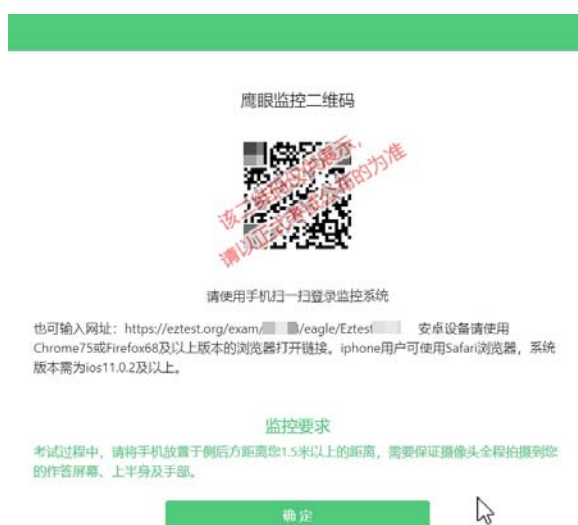 鹰眼监控二维码
该二维码仅供展示，
请以正式考试公布的为准
请使用手机扫一扫登录监控系统
也可输入网址：https://eztest.org/exam/ /eagle/Eztest 安卓设备请使用
Chrome75或Firefox68及以上版本的浏览器打开链接。iphone用户可使用Safari浏览器，系统
版本需为ios11.0.2及以上。
监控要求
考试过程中，请将手机放置于侧后方距离您1.5米以上的距离，需要保证摄像头全程拍摄到您
的作答屏幕、上半身及手部。
确定